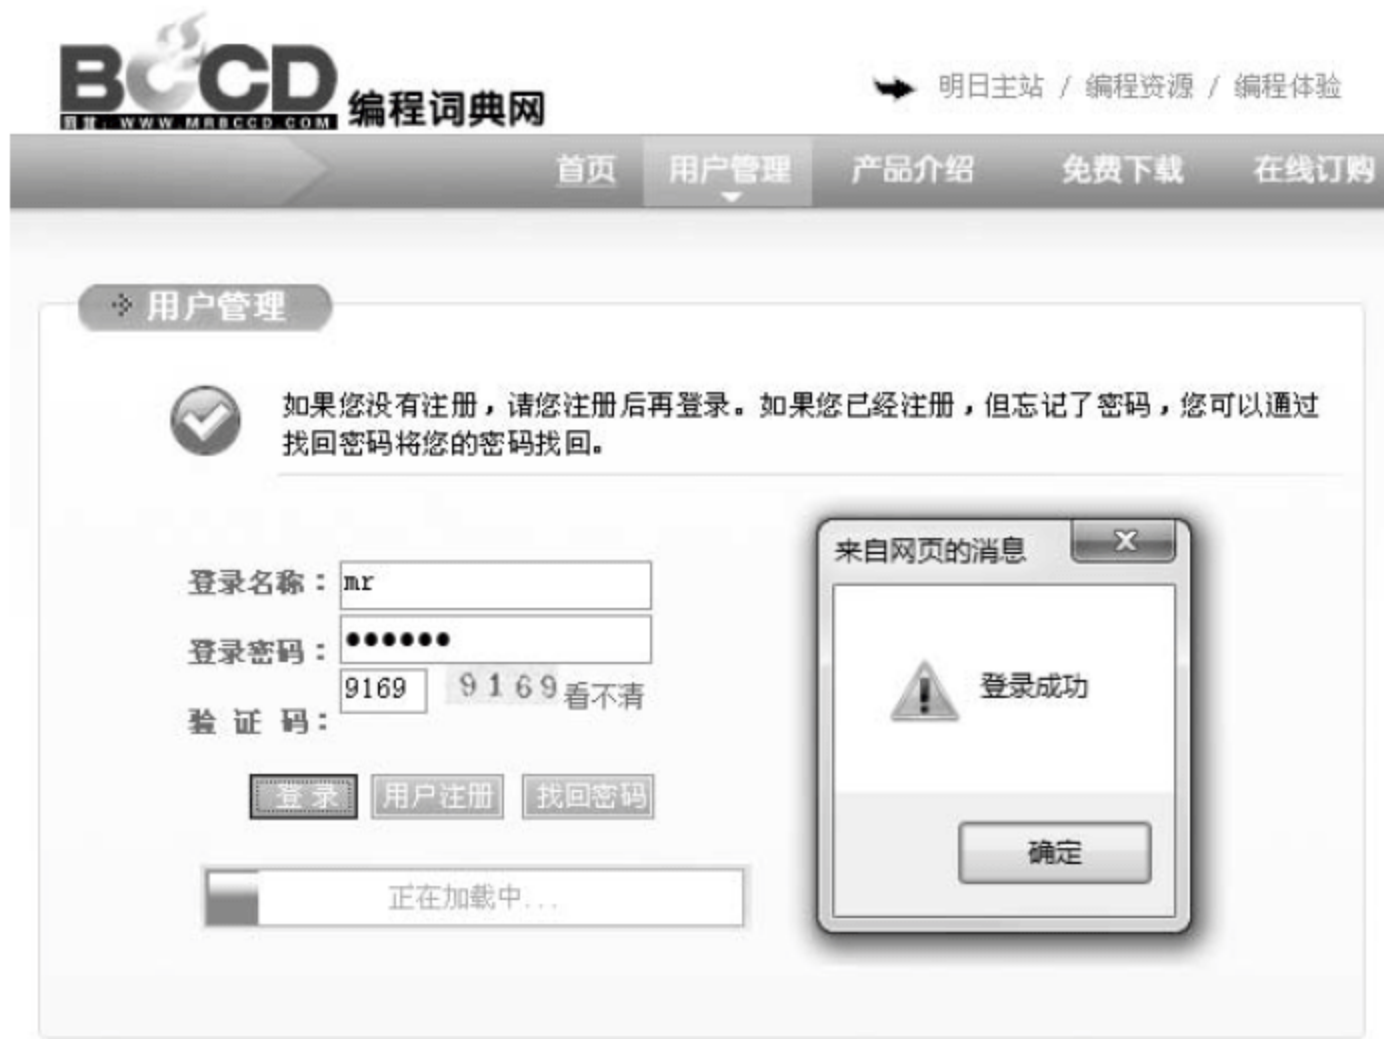 BCCD 编程词典网
官方: WWW.MRBCCD.COM
明日主站 / 编程资源 / 编程体验
首页 用户管理 产品介绍 免费下载 在线订购
用户管理
如果您没有注册，请您注册后再登录。如果您已经注册，但忘记了密码，您可以通过
找回密码将您的密码找回。
来自网页的消息
登录名称： mr
登录密码： ●●●●●●
验 证 码： 9169 9169 看不清
登录成功
登 录 用户注册 找回密码
确定
正在加载中...